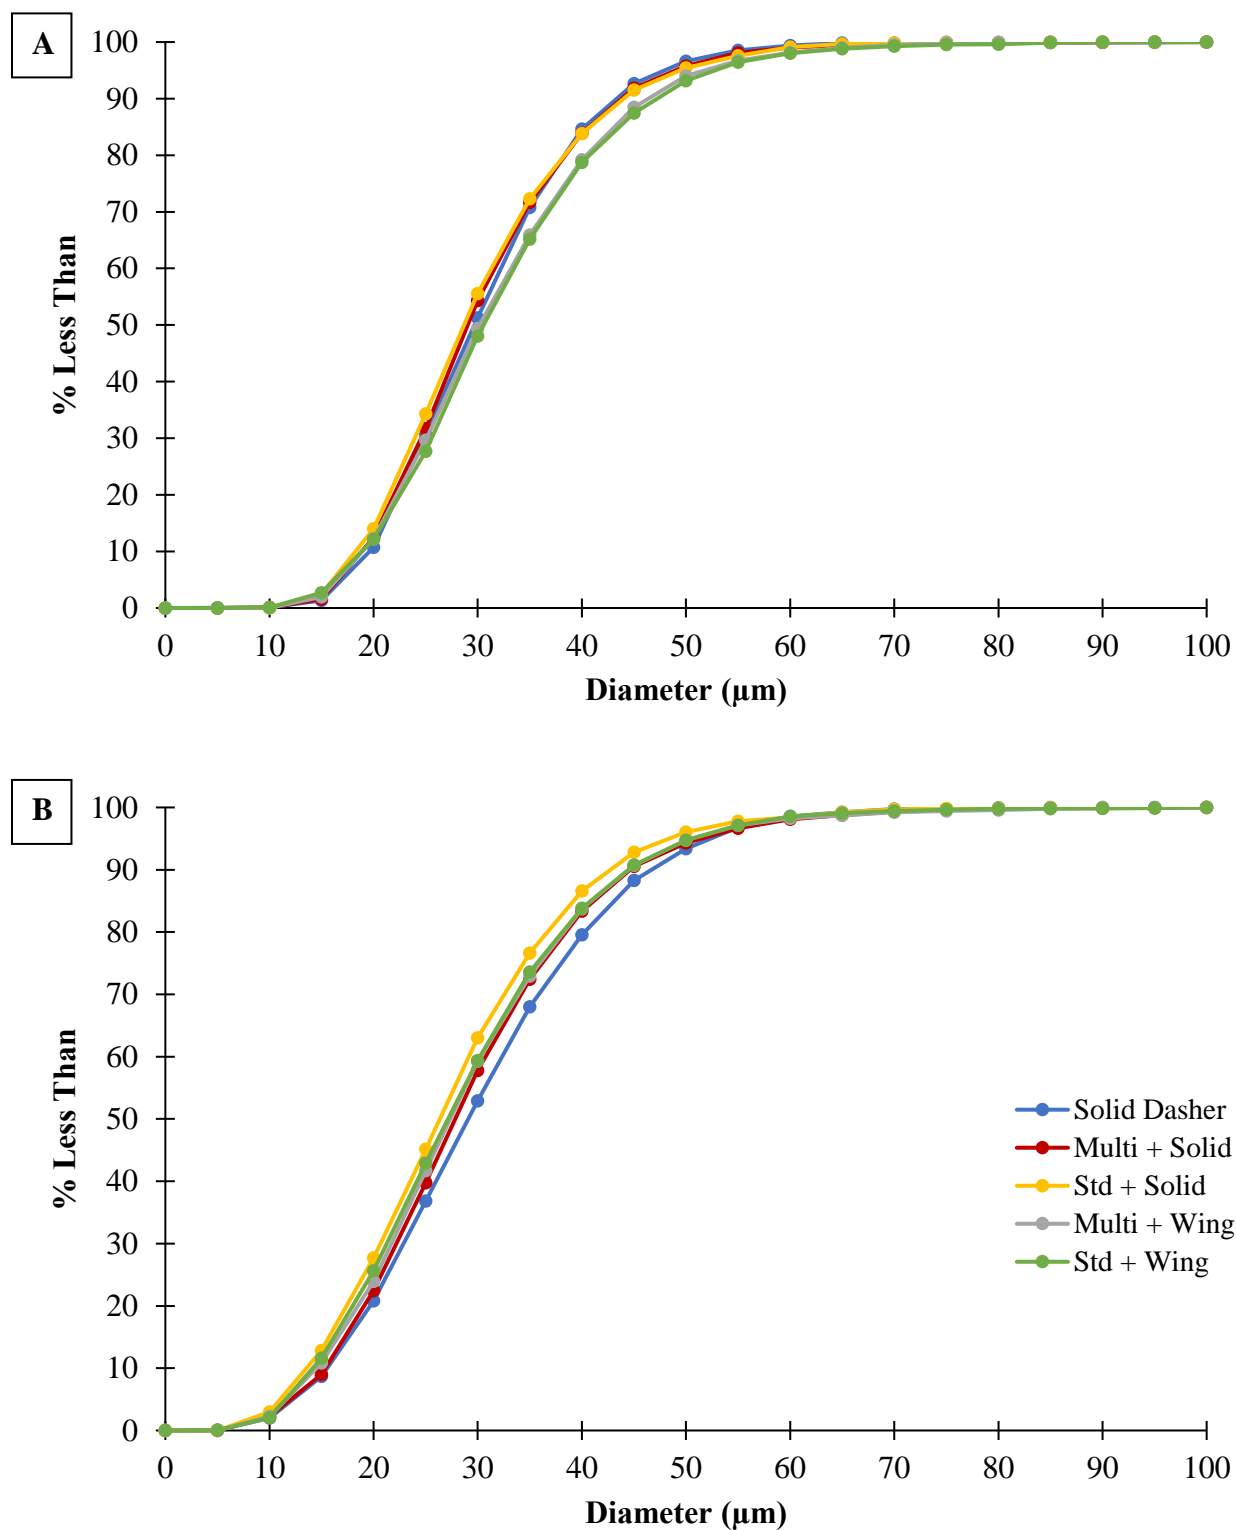 A
100
90
80
70
60
50
40
30
20
10
0
% Less Than
0 10 20 30 40 50 60 70 80 90 100
Diameter (µm)
B
100
90
80
70
60
50
40
30
20
10
0
% Less Than
Solid Dasher
Multi + Solid
Std + Solid
Multi + Wing
Std + Wing
0 10 20 30 40 50 60 70 80 90 100
Diameter (µm)